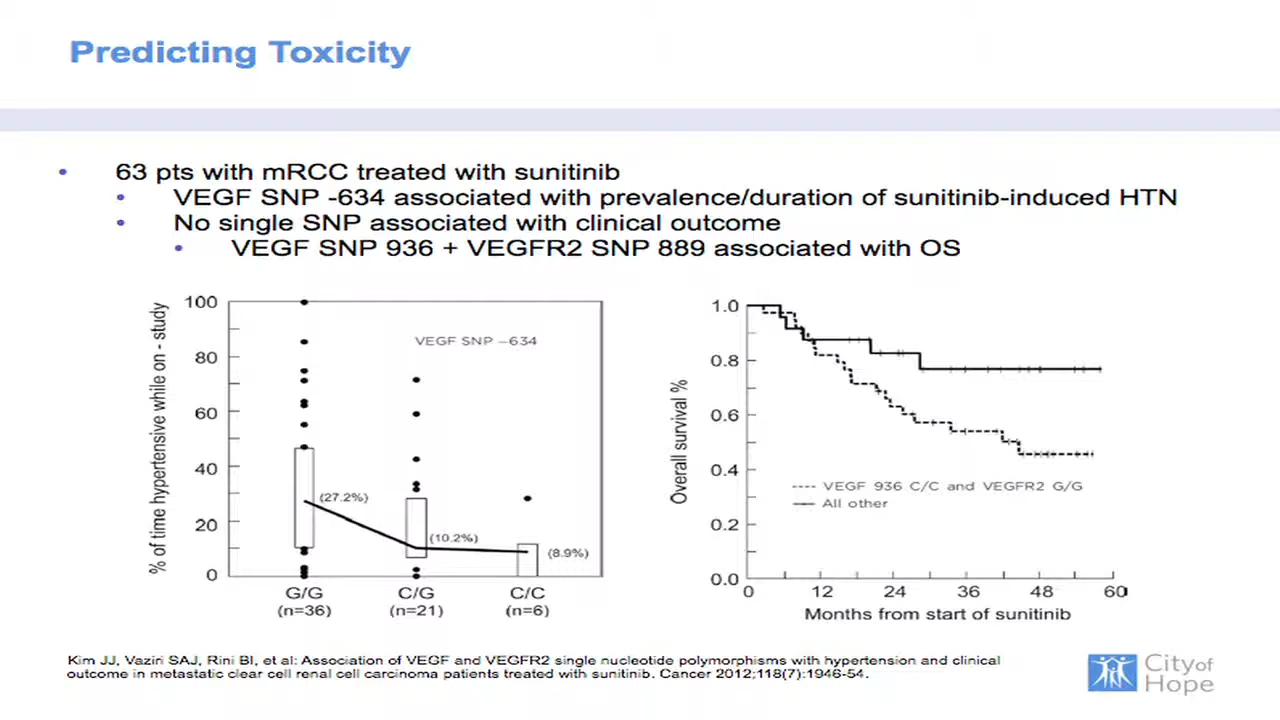 Predicting Toxicity
• 63 pts with mRCC treated with sunitinib
• VEGF SNP -634 associated with prevalence/duration of sunitinib-induced HTN
• No single SNP associated with clinical outcome
• VEGF SNP 936 + VEGFR2 SNP 889 associated with OS
% of time hypertensive while on - study
100
80
60
40
20
0
VEGF SNP −634
(27.2%)
(10.2%)
(8.9%)
G/G
(n=36)
C/G
(n=21)
C/C
(n=6)
Overall survival %
1.0
0.8
0.6
0.4
0.2
0.0
VEGF 936 C/C and VEGFR2 G/G
All other
0 12 24 36 48 60
Months from start of sunitinib
Kim JJ, Vaziri SAJ, Rini BI, et al: Association of VEGF and VEGFR2 single nucleotide polymorphisms with hypertension and clinical
outcome in metastatic clear cell renal cell carcinoma patients treated with sunitinib. Cancer 2012;118(7):1946-54.
City of
Hope